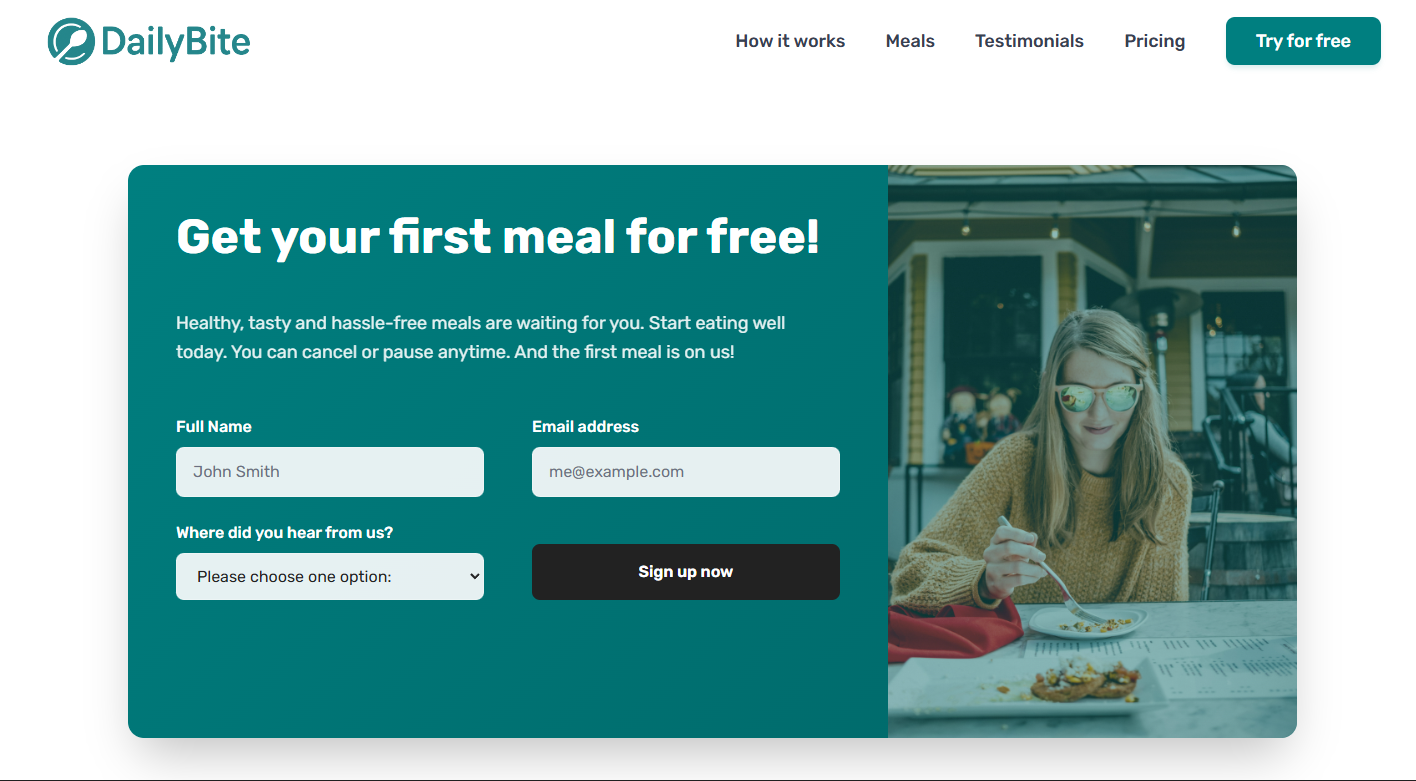 DailyBite
How it works
Meals
Testimonials
Pricing
Try for free
Get your first meal for free!
Healthy, tasty and hassle-free meals are waiting for you. Start eating well
today. You can cancel or pause anytime. And the first meal is on us!
Full Name
Email address
John Smith
me@example.com
Where did you hear from us?
Please choose one option:
Sign up now